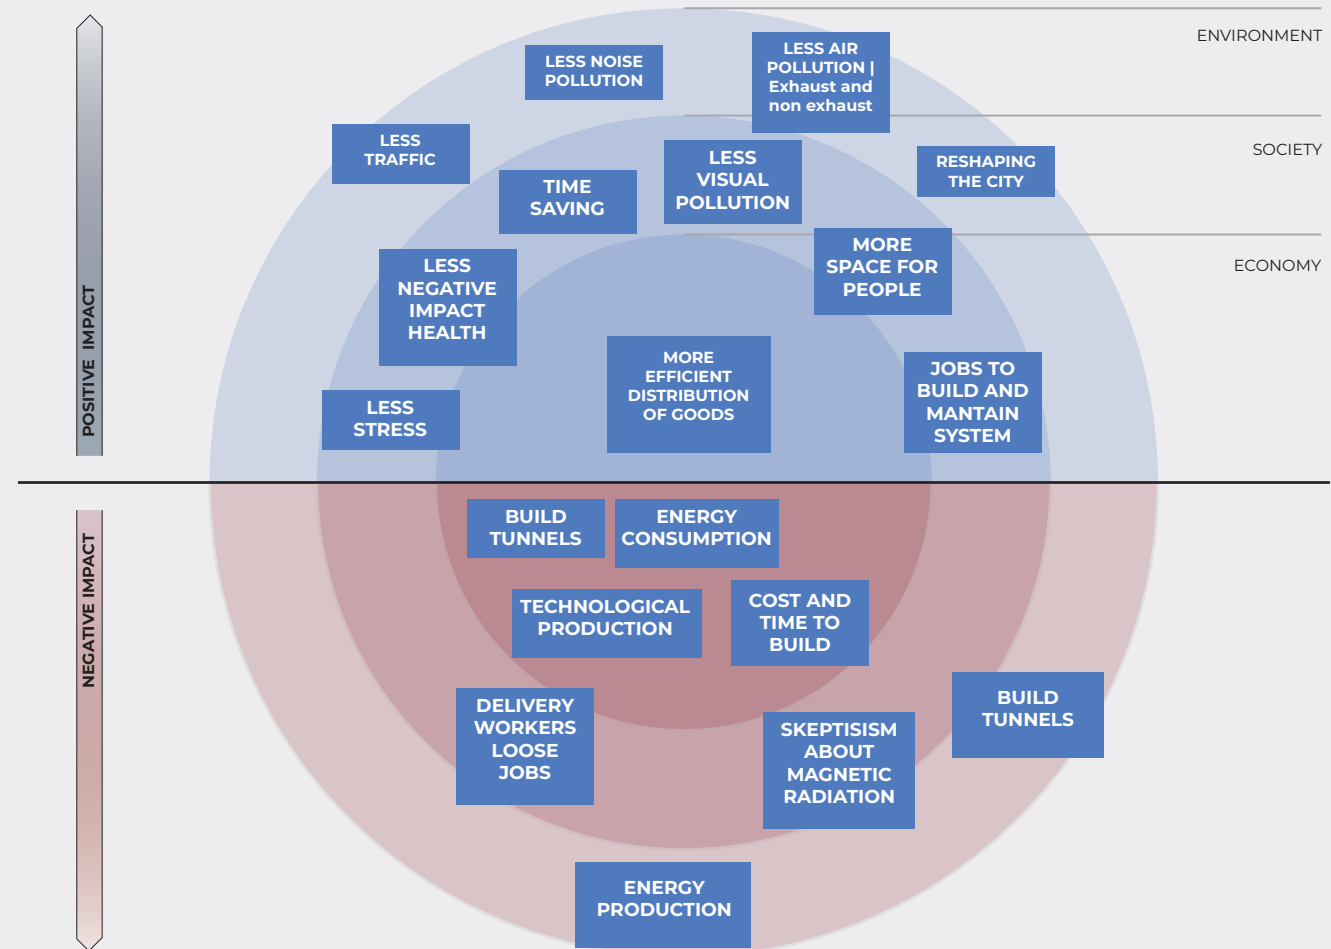 ENVIRONMENT
LESS NOISE
POLLUTION
LESS AIR
POLLUTION |
Exhaust and
non exhaust
LESS
TRAFFIC
SOCIETY
LESS
VISUAL
POLLUTION
RESHAPING
THE CITY
TIME
SAVING
MORE
SPACE FOR
PEOPLE
ECONOMY
LESS
NEGATIVE
IMPACT
HEALTH
POSITIVE IMPACT
MORE
EFFICIENT
DISTRIBUTION
OF GOODS
JOBS TO
BUILD AND
MANTAIN
SYSTEM
LESS
STRESS
BUILD
TUNNELS
ENERGY
CONSUMPTION
NEGATIVE IMPACT
TECHNOLOGICAL
PRODUCTION
COST AND
TIME TO
BUILD
BUILD
TUNNELS
DELIVERY
WORKERS
LOOSE
JOBS
SKEPTISISM
ABOUT
MAGNETIC
RADIATION
ENERGY
PRODUCTION